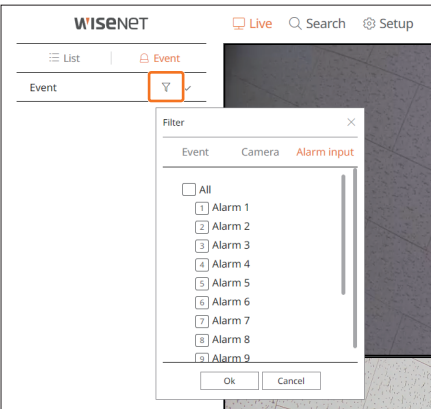 WISENET
Live Search Setup
List Event
Event
Filter
Event Camera Alarm input
All
1 Alarm 1
2 Alarm 2
3 Alarm 3
4 Alarm 4
5 Alarm 5
6 Alarm 6
7 Alarm 7
8 Alarm 8
9 Alarm 9
Ok Cancel